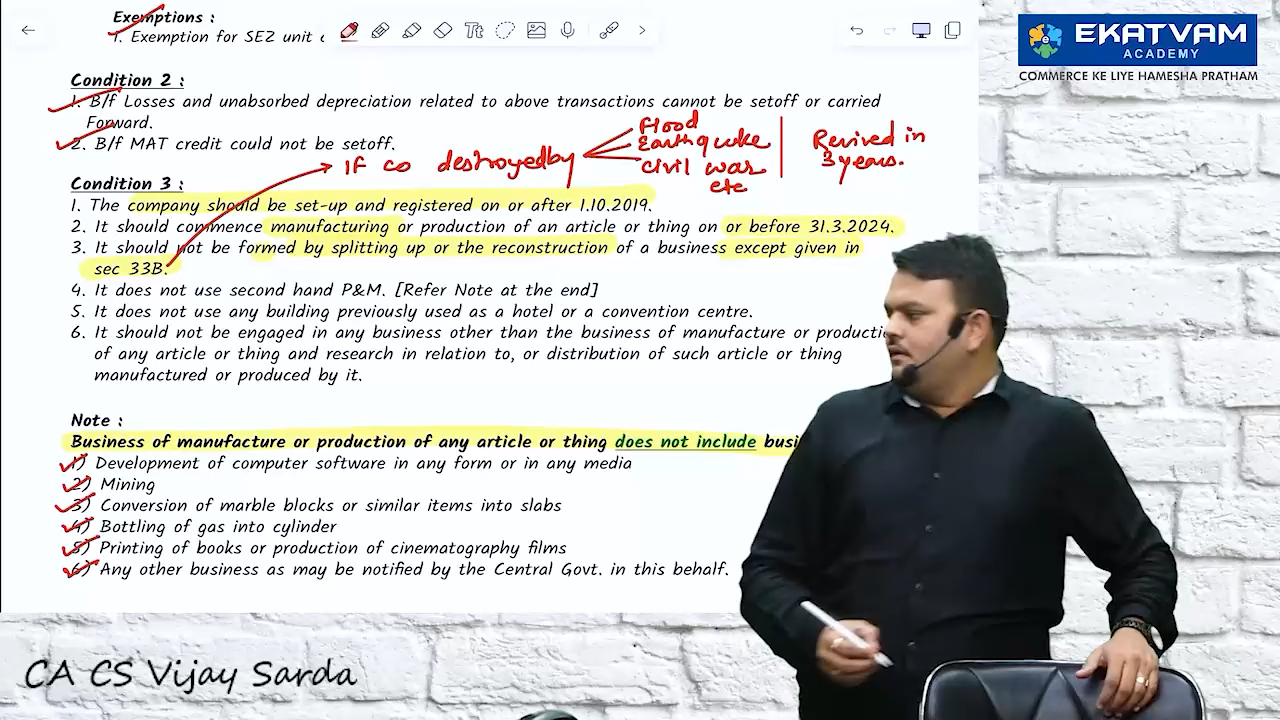 Exemptions :
1. Exemption for SEZ unit
Tt
EKATVAM
ACADEMY
COMMERCE KE LIYE HAMESHA PRATHAM
Condition 2 :
1. B/f Losses and unabsorbed depreciation related to above transactions cannot be setoff or carried
Forward.
2. B/f MAT credit could not be setoff.
If co destroyed by
Flood
Earthquake
civil war
etc
Revived in
3 years.
Condition 3 :
1. The company should be set-up and registered on or after 1.10.2019.
2. It should commence manufacturing or production of an article or thing on or before 31.3.2024.
3. It should not be formed by splitting up or the reconstruction of a business except given in
sec 33B.
4. It does not use second hand P&M. [Refer Note at the end]
5. It does not use any building previously used as a hotel or a convention centre.
6. It should not be engaged in any business other than the business of manufacture or producti
of any article or thing and research in relation to, or distribution of such article or thing
manufactured or produced by it.
Note :
Business of manufacture or production of any article or thing does not include busi
1) Development of computer software in any form or in any media
2) Mining
3) Conversion of marble blocks or similar items into slabs
4) Bottling of gas into cylinder
5) Printing of books or production of cinematography films
6) Any other business as may be notified by the Central Govt. in this behalf.
CA CS Vijay Sarda